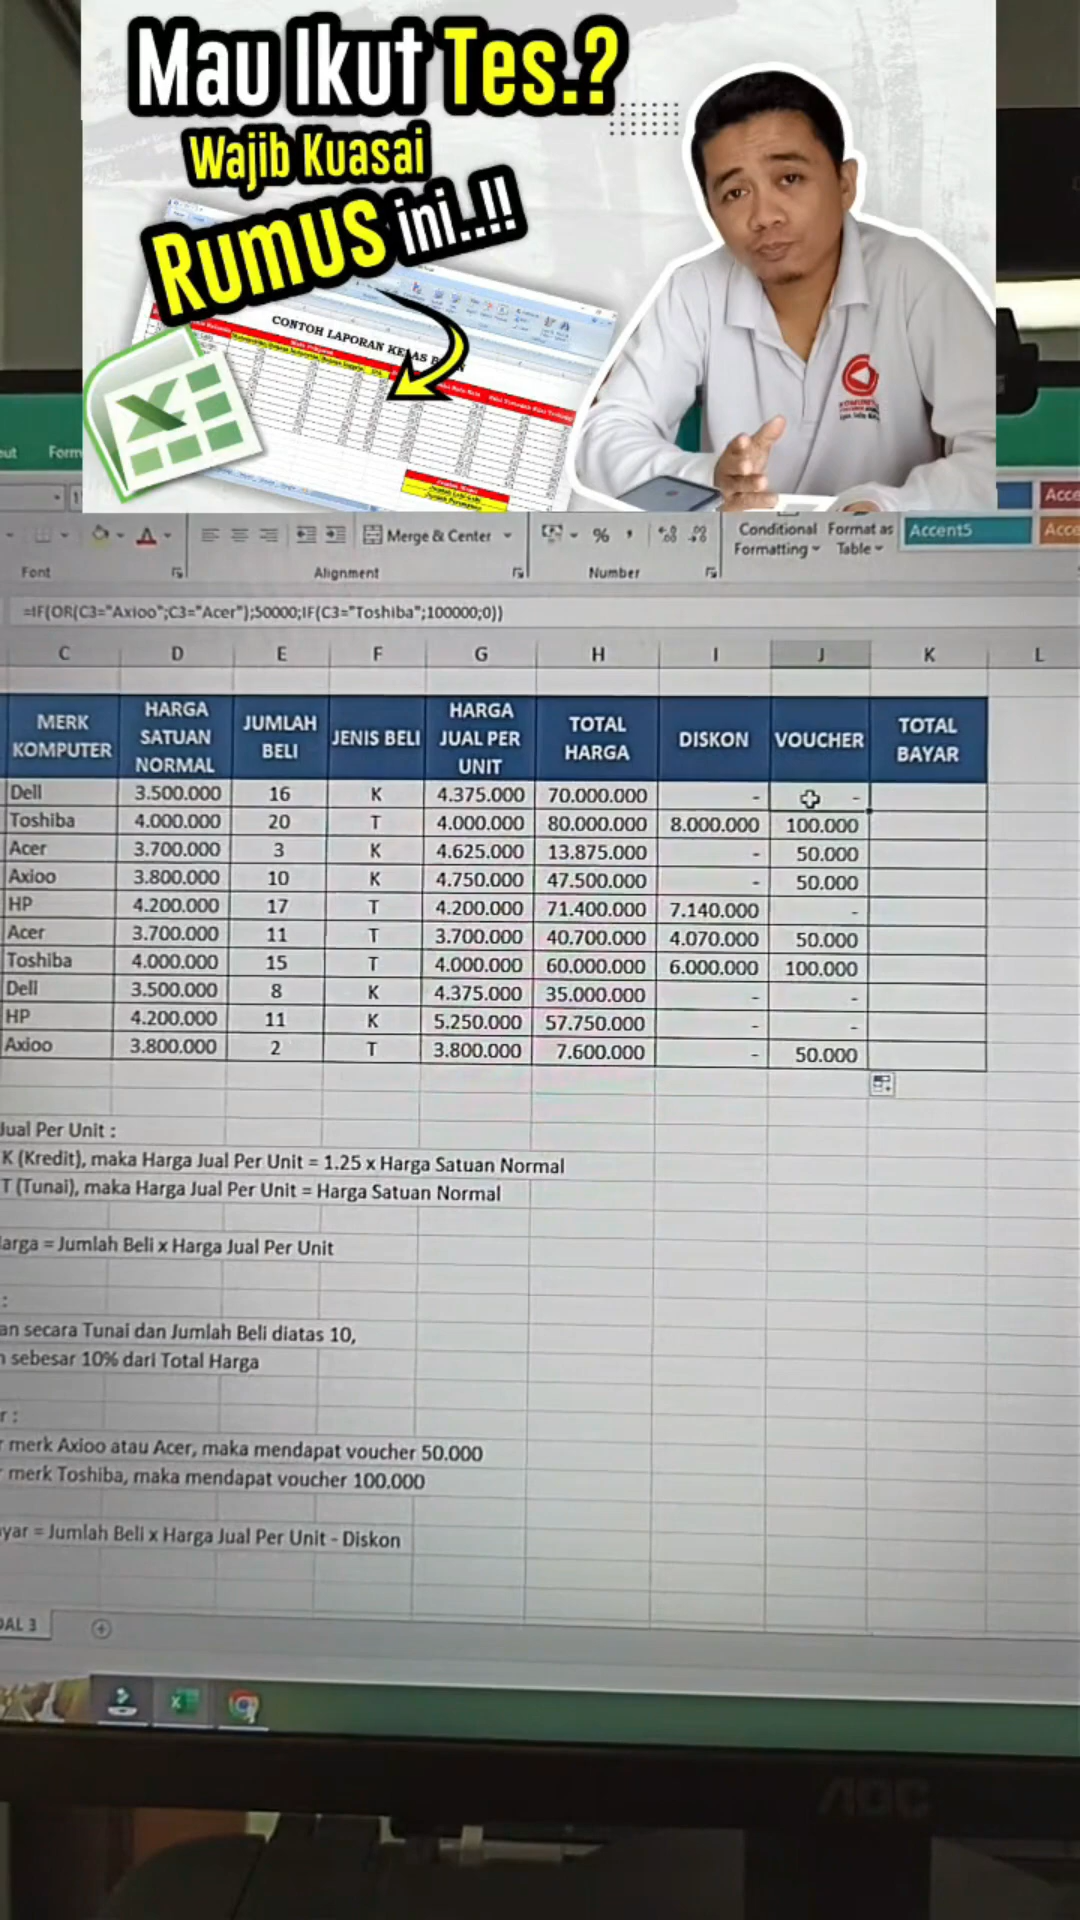 Mau Ikut Tes.?
Wajib Kuasai
Rumus ini..!!
CONTOH LAPORAN KELAS
Font
Alignment
Merge & Center
Number
%
Conditional Formatting
Format as Table
Accent5
=IF(OR(C3="Axioo";C3="Acer");50000;IF(C3="Toshiba";100000;0))
C D E F G H I J K L
MERK KOMPUTER HARGA SATUAN NORMAL JUMLAH BELI JENIS BELI HARGA JUAL PER UNIT TOTAL HARGA DISKON VOUCHER TOTAL BAYAR
Dell 3.500.000 16 K 4.375.000 70.000.000 - -
Toshiba 4.000.000 20 T 4.000.000 80.000.000 8.000.000 100.000
Acer 3.700.000 3 K 4.625.000 13.875.000 - 50.000
Axioo 3.800.000 10 K 4.750.000 47.500.000 - 50.000
HP 4.200.000 17 T 4.200.000 71.400.000 7.140.000 -
Acer 3.700.000 11 T 3.700.000 40.700.000 4.070.000 50.000
Toshiba 4.000.000 15 T 4.000.000 60.000.000 6.000.000 100.000
Dell 3.500.000 8 K 4.375.000 35.000.000 - -
HP 4.200.000 11 K 5.250.000 57.750.000 - -
Axioo 3.800.000 2 T 3.800.000 7.600.000 - 50.000
Jual Per Unit :
K (Kredit), maka Harga Jual Per Unit = 1.25 x Harga Satuan Normal
T (Tunai), maka Harga Jual Per Unit = Harga Satuan Normal
arga = Jumlah Beli x Harga Jual Per Unit
:
an secara Tunai dan Jumlah Beli diatas 10,
sebesar 10% dari Total Harga
r :
merk Axioo atau Acer, maka mendapat voucher 50.000
merk Toshiba, maka mendapat voucher 100.000
yar = Jumlah Beli x Harga Jual Per Unit - Diskon
OAL 3
AOC